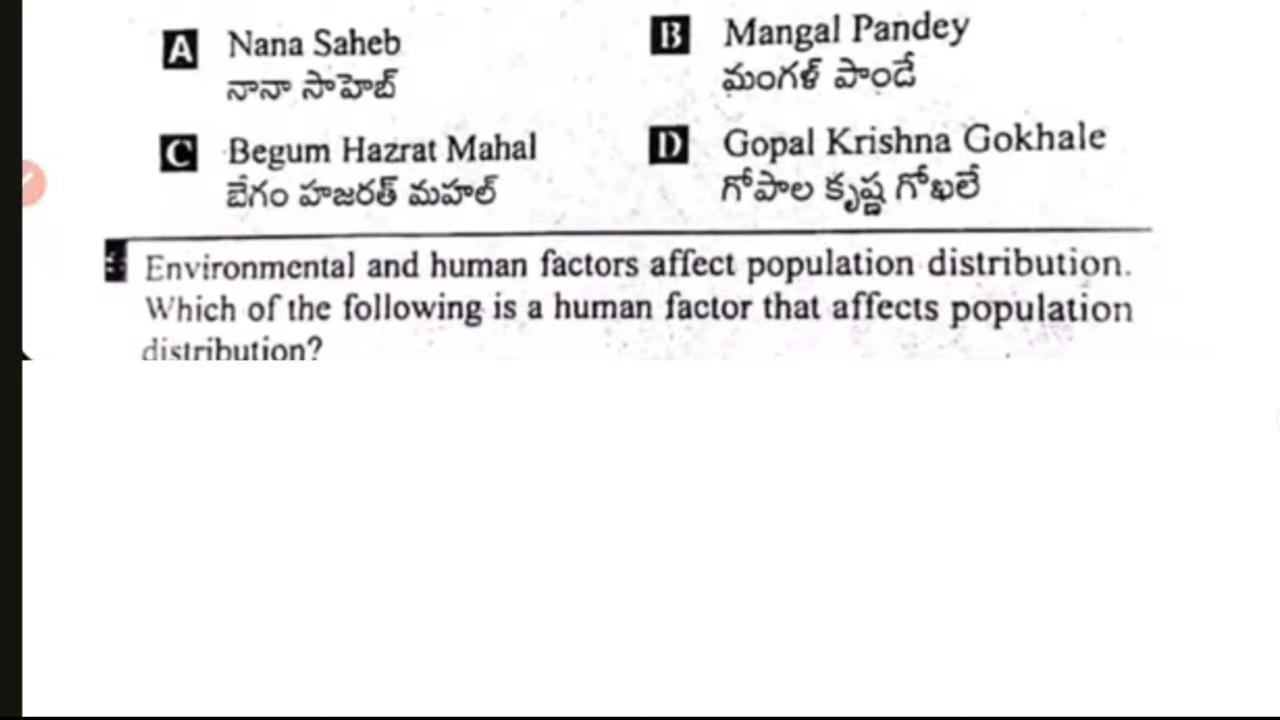 A Nana Saheb
నానా సాహెబ్
B Mangal Pandey
మంగళ్ పాండే
C Begum Hazrat Mahal
బేగం హజరత్ మహల్
D Gopal Krishna Gokhale
గోపాల కృష్ణ గోఖలే
Environmental and human factors affect population distribution.
Which of the following is a human factor that affects population
distribution?